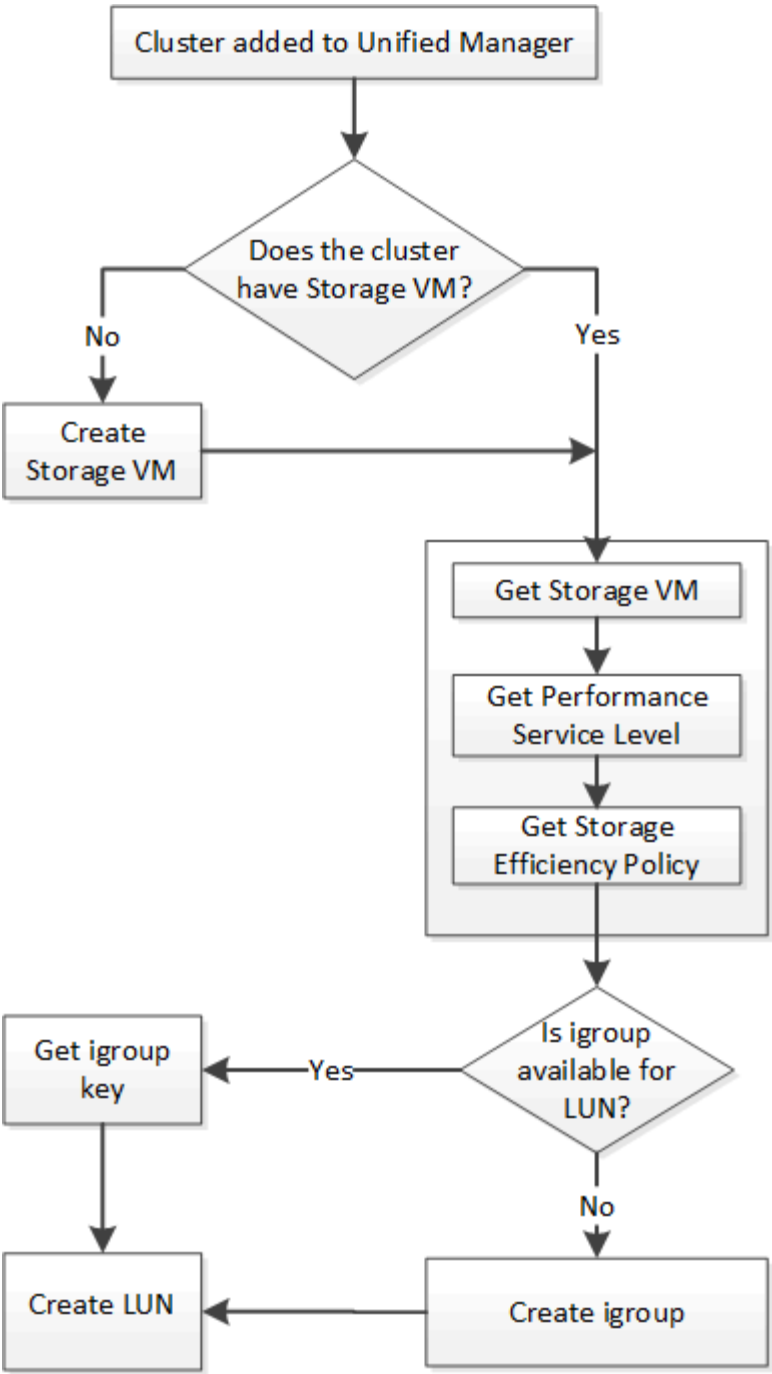 Cluster added to Unified Manager
Does the cluster
have Storage VM?
No
Yes
Create
Storage VM
Get Storage VM
Get Performance
Service Level
Get Storage
Efficiency Policy
Is igroup
available for
LUN?
Yes
Get igroup
key
No
Create LUN
Create igroup